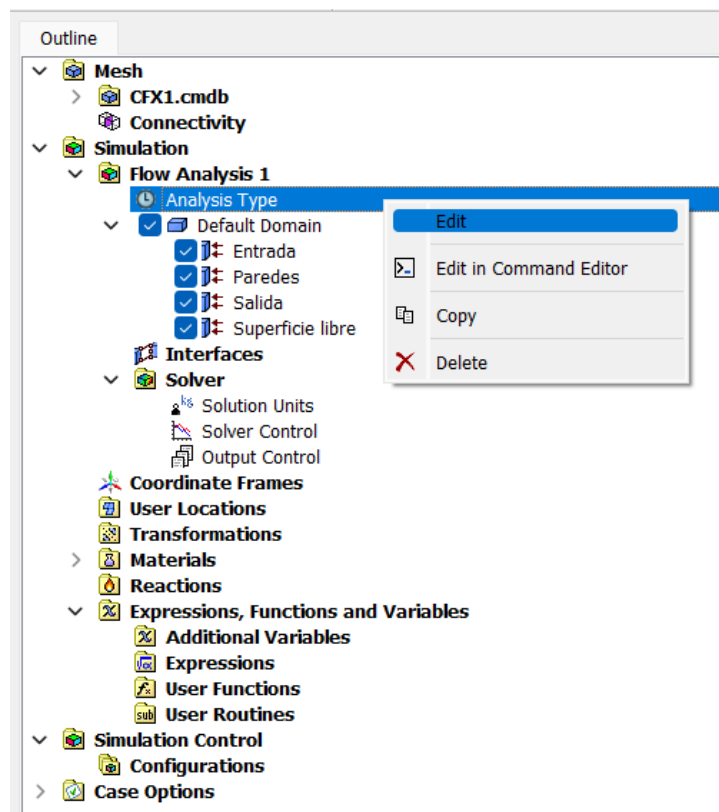 Outline
Mesh
CFX1.cmdb
Connectivity
Simulation
Flow Analysis 1
Analysis Type
Edit
Default Domain
Entrada
Edit in Command Editor
Paredes
Salida
Copy
Superficie libre
Interfaces
Delete
Solver
kg
Solution Units
Solver Control
Output Control
Coordinate Frames
User Locations
Transformations
Materials
Reactions
Expressions, Functions and Variables
Additional Variables
Expressions
User Functions
sub User Routines
Simulation Control
Configurations
Case Options